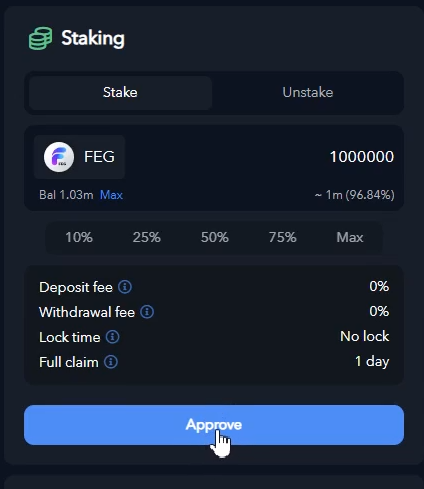 Staking
Stake Unstake
FEG FEG 1000000
Bal 1.03m Max ~ 1m (96.84%)
10% 25% 50% 75% Max
Deposit fee 0%
Withdrawal fee 0%
Lock time No lock
Full claim 1 day
Approve